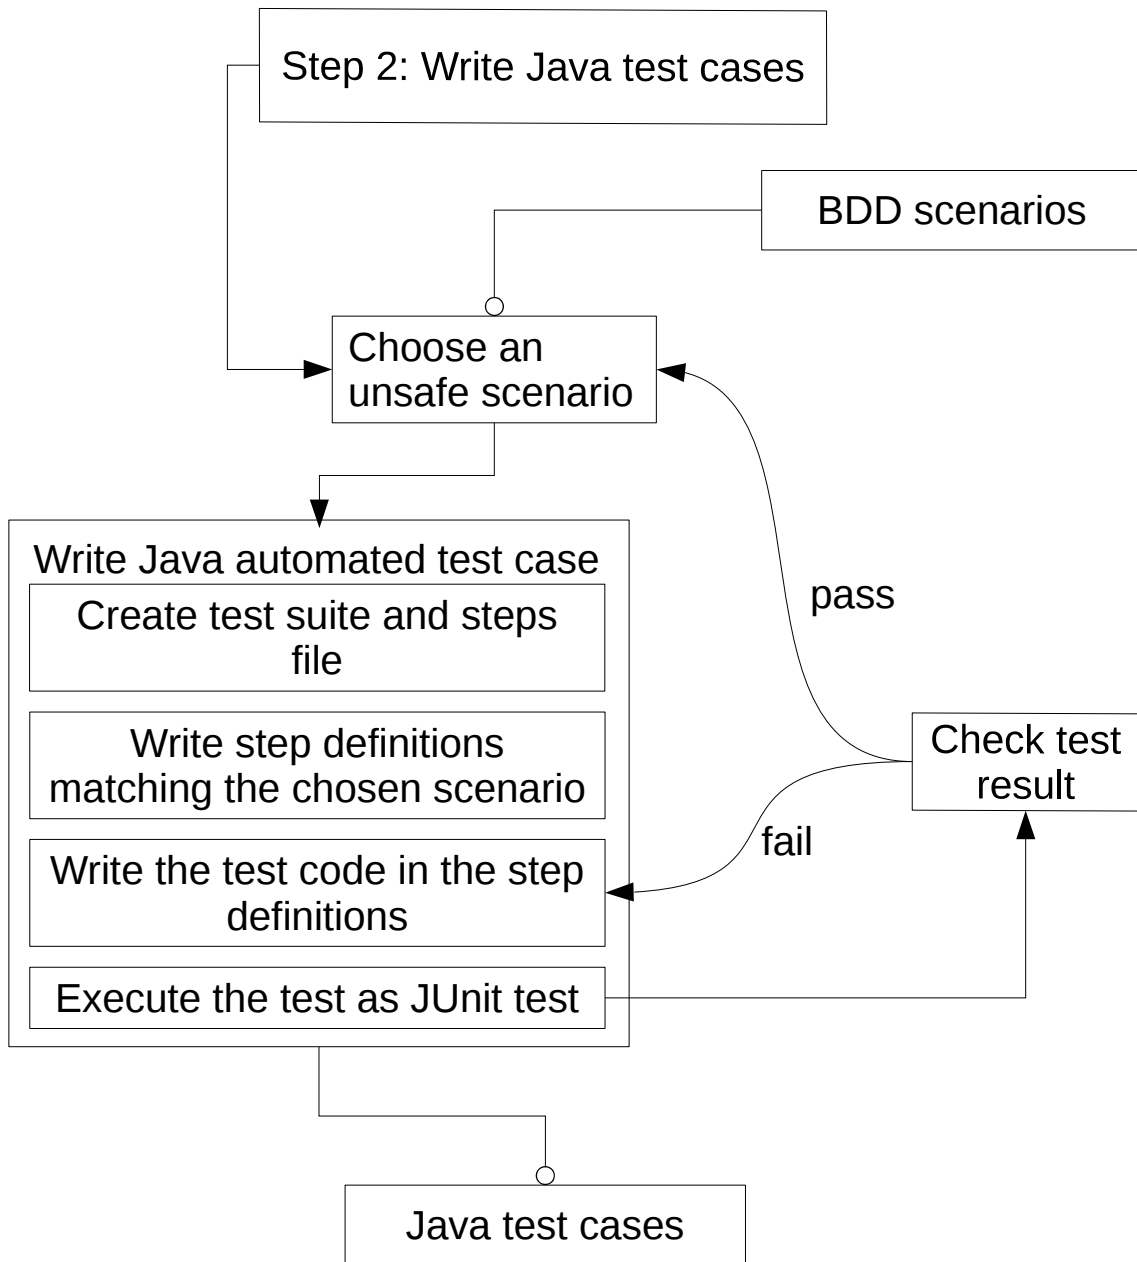 Step 2: Write Java test cases
BDD scenarios
Choose an
unsafe scenario
Write Java automated test case
Create test suite and steps
file
pass
Write step definitions
matching the chosen scenario
Check test
result
fail
Write the test code in the step
definitions
Execute the test as JUnit test
Java test cases